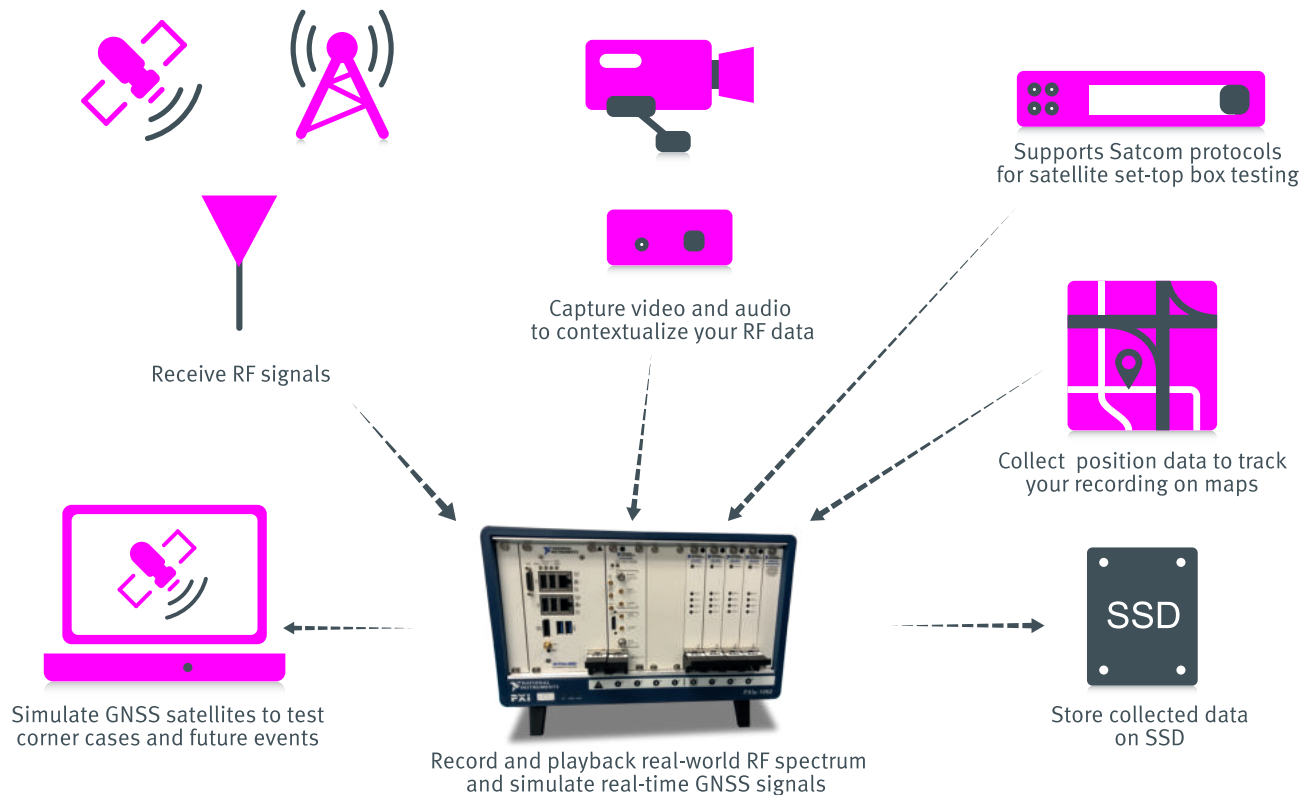 Supports Satcom protocols
for satellite set-top box testing
Capture video and audio
to contextualize your RF data
Receive RF signals
Collect position data to track
your recording on maps
SSD
NATIONAL
INSTRUMENTS
PXI
Simulate GNSS satellites to test
corner cases and future events
Store collected data
on SSD
Record and playback real-world RF spectrum
and simulate real-time GNSS signals